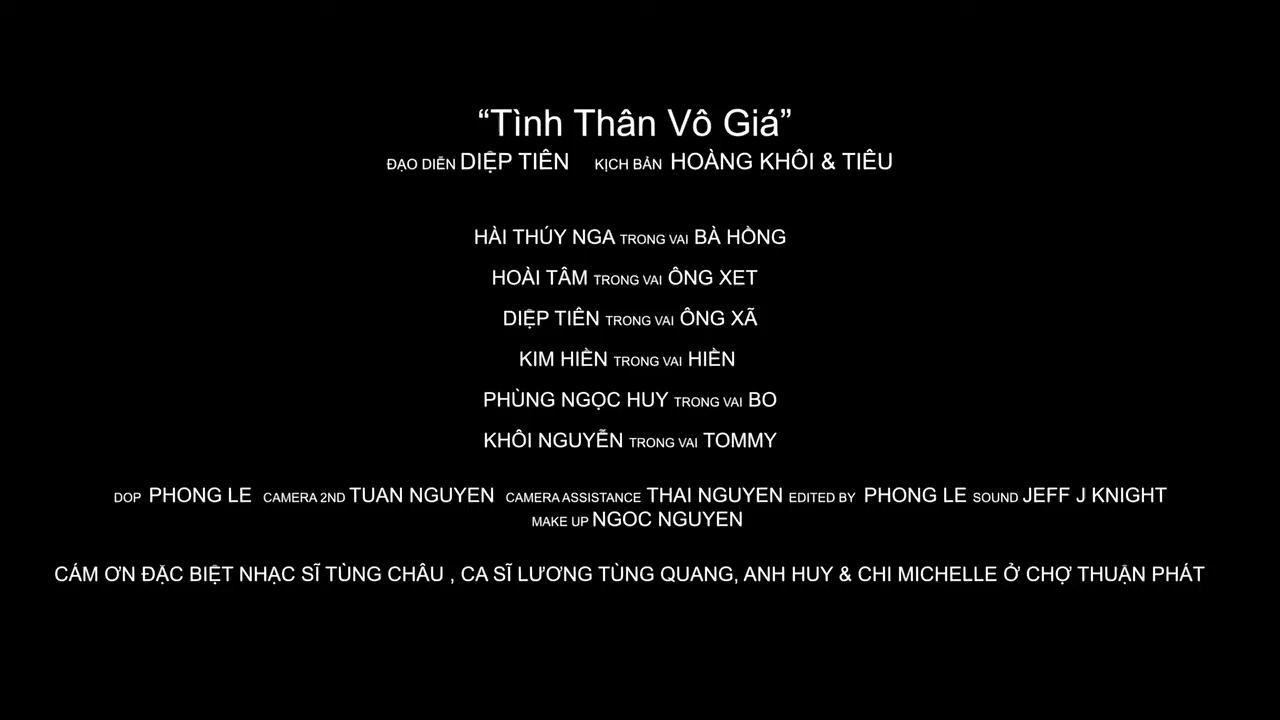 “Tình Thân Vô Giá”
ĐẠO DIỄN DIỆP TIÊN KỊCH BẢN HOÀNG KHÔI & TIÊU
HÀI THÚY NGA TRONG VAI BÀ HỒNG
HOÀI TÂM TRONG VAI ÔNG XET
DIỆP TIÊN TRONG VAI ÔNG XÃ
KIM HIỀN TRONG VAI HIỀN
PHÙNG NGỌC HUY TRONG VAI BO
KHÔI NGUYỄN TRONG VAI TOMMY
DOP PHONG LE CAMERA 2ND TUAN NGUYEN CAMERA ASSISTANCE THAI NGUYEN EDITED BY PHONG LE SOUND JEFF J KNIGHT
MAKE UP NGOC NGUYEN
CÁM ƠN ĐẶC BIỆT NHẠC SĨ TÙNG CHÂU , CA SĨ LƯƠNG TÙNG QUANG, ANH HUY & CHI MICHELLE Ở CHỢ THUẬN PHÁT